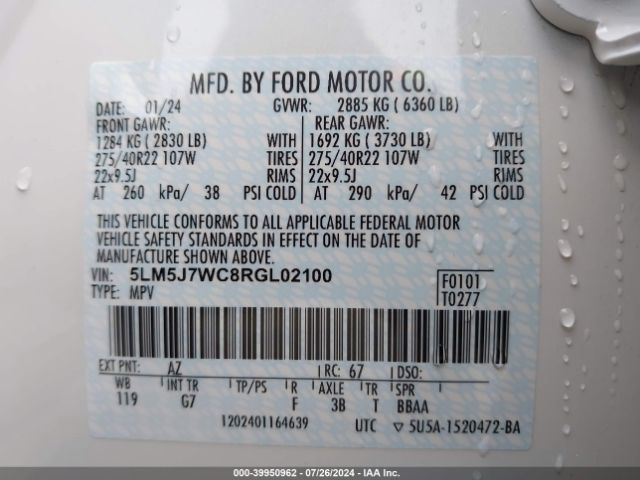 MFD. BY FORD MOTOR CO.
DATE: 01/24 GVWR: 2885 KG ( 6360 LB)
FRONT GAWR: REAR GAWR:
1284 KG ( 2830 LB) WITH 1692 KG ( 3730 LB) WITH
275/40R22 107W TIRES 275/40R22 107W TIRES
22x9.5J RIMS 22x9.5J RIMS
AT 260 kPa/ 38 PSI COLD AT 290 kPa/ 42 PSI COLD
THIS VEHICLE CONFORMS TO ALL APPLICABLE FEDERAL MOTOR
VEHICLE SAFETY STANDARDS IN EFFECT ON THE DATE OF
MANUFACTURE SHOWN ABOVE.
VIN: 5LM5J7WC8RGL02100 F0101
TYPE: MPV T0277
EXT PNT: AZ RC: 67 DSO:
WB INT TR TP/PS R AXLE TR SPR
119 G7 F 3B T BBAA
1202401164639 UTC ▽ 5U5A-1520472-BA
000-39950962 - 07/26/2024 - IAA Inc.